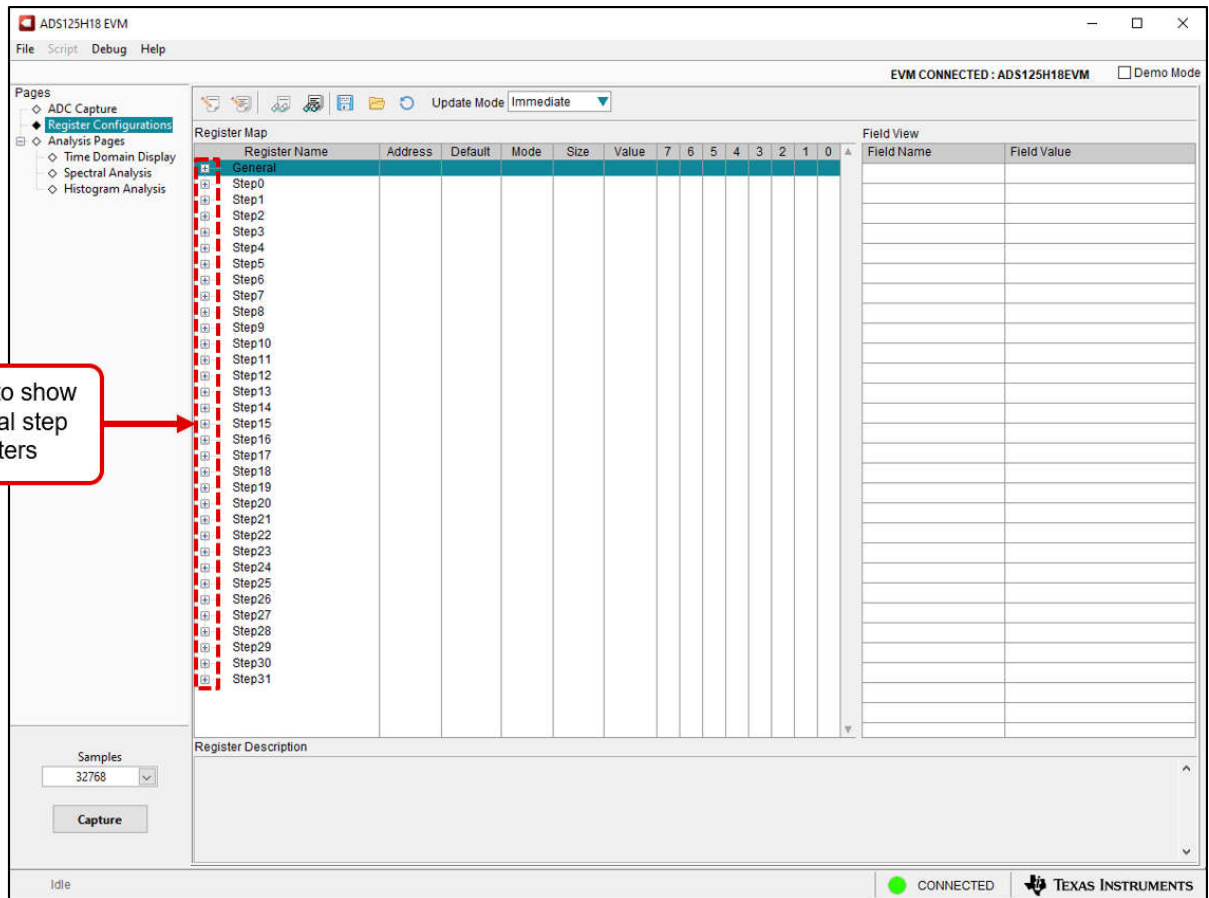 ADS125H18 EVM
File Script Debug Help
EVM CONNECTED : ADS125H18EVM Demo Mode
Pages
ADC Capture
Register Configurations
Analysis Pages
Time Domain Display
Spectral Analysis
Histogram Analysis
Update Mode Immediate
Register Map
Register Name Address Default Mode Size Value 7 6 5 4 3 2 1 0
General
Step0
Step1
Step2
Step3
Step4
Step5
Step6
Step7
Step8
Step9
Step10
Step11
Step12
Step13
Step14
Step15
Step16
Step17
Step18
Step19
Step20
Step21
Step22
Step23
Step24
Step25
Step26
Step27
Step28
Step29
Step30
Step31
Field View
Field Name Field Value
to show
al step
ters
Register Description
Samples
32768
Capture
Idle
CONNECTED
TEXAS INSTRUMENTS